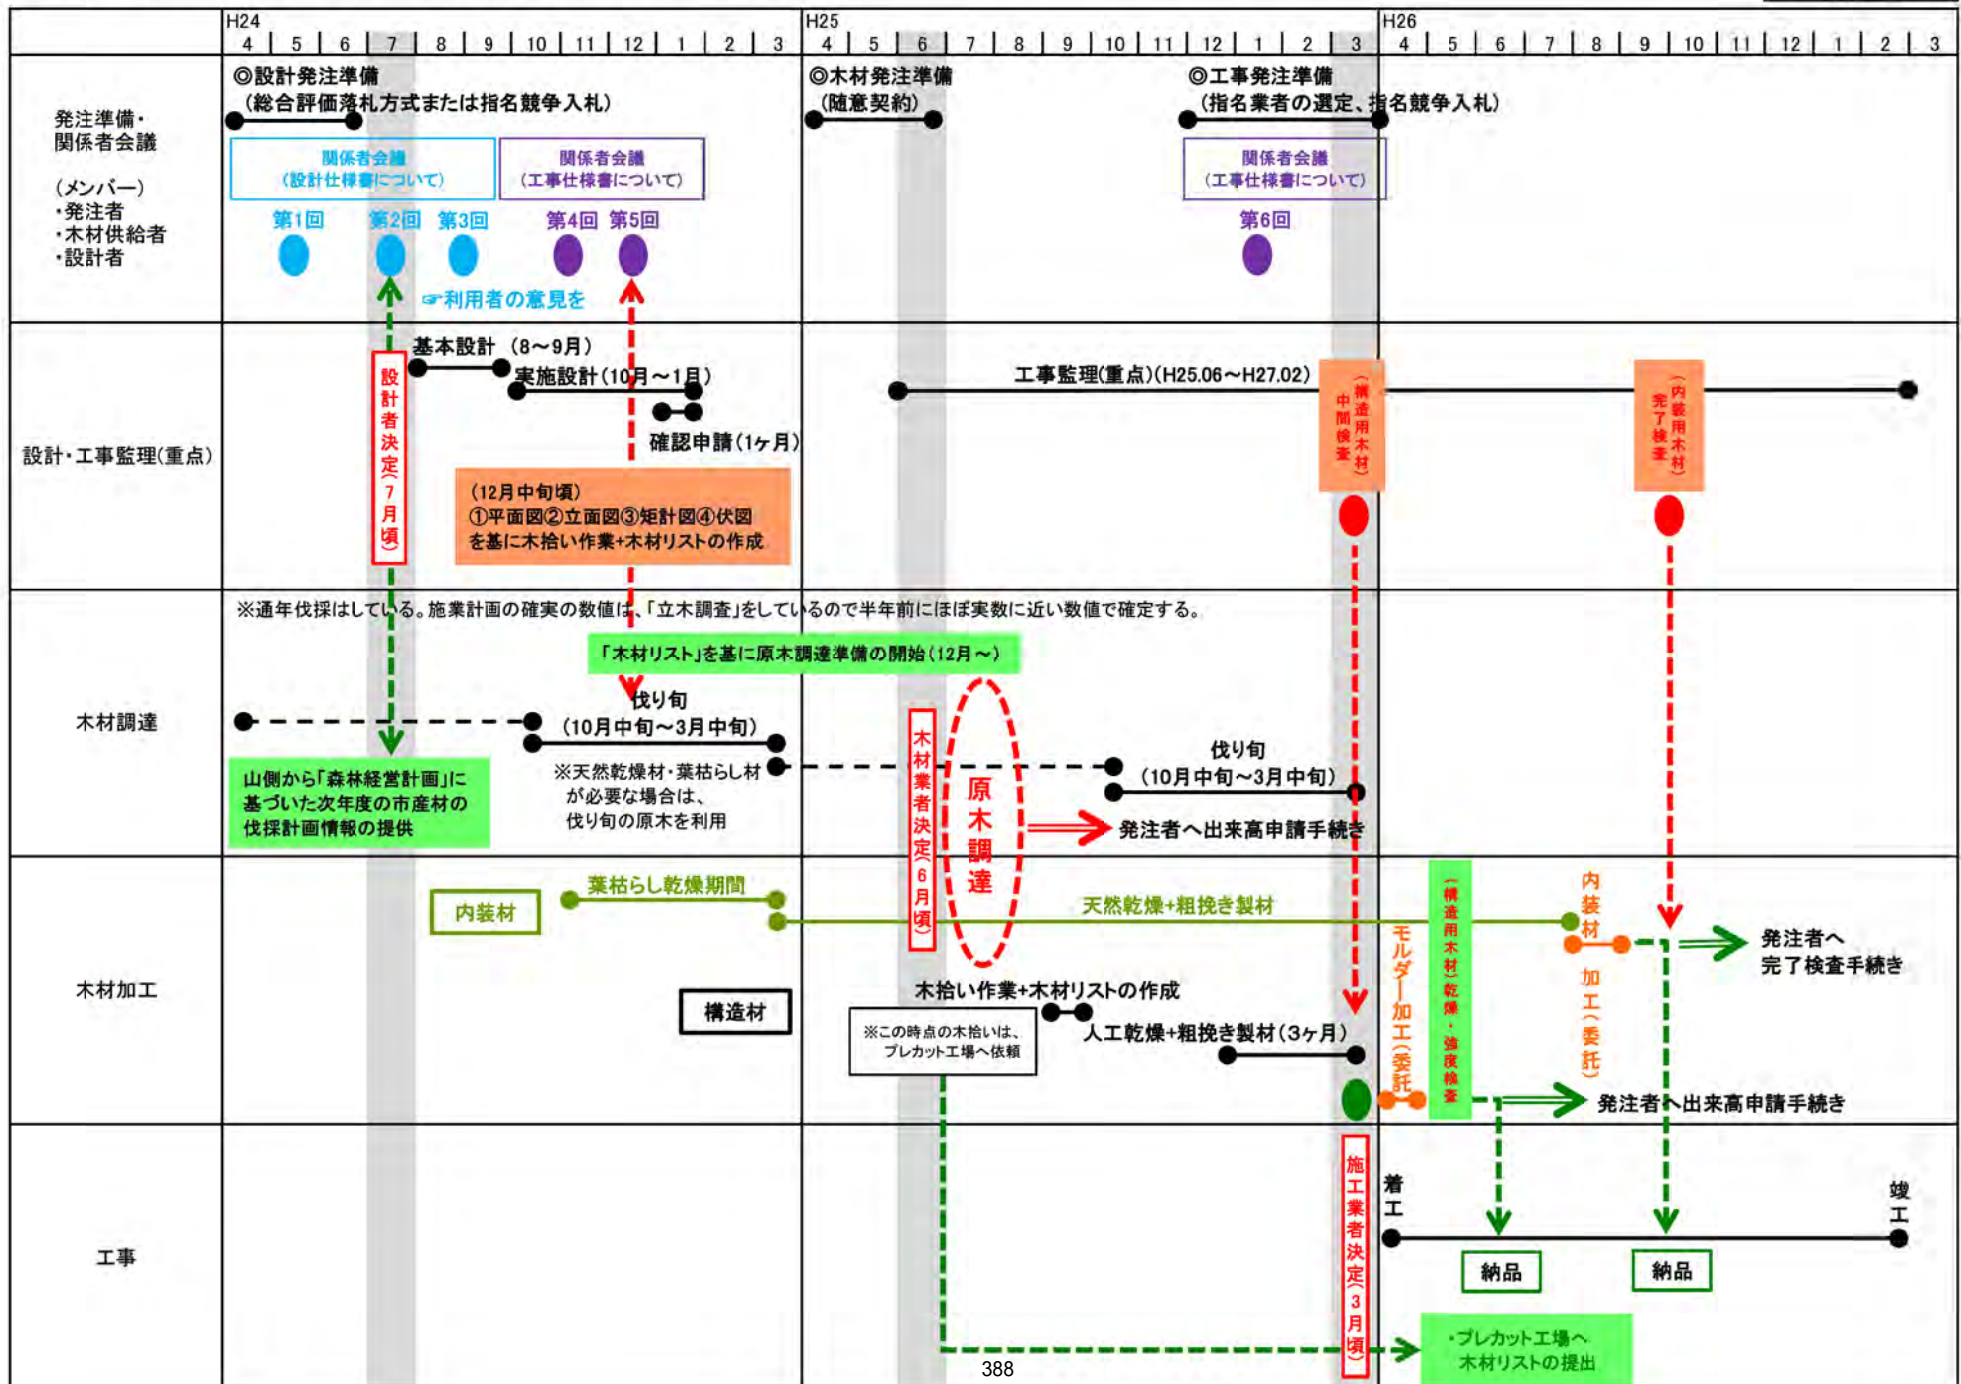 H24
H25
H26
4 5 6 7 8 9 10 11 12 1 2 3 4 5 6 7 8 9 10 11 12 1 2 3 4 5 6 7 8 9 10 11 12 1 2 3
発注準備・
関係者会議
(メンバー)
・発注者
・木材供給者
・設計者
◎設計発注準備
(総合評価落札方式または指名競争入札)
◎木材発注準備
(随意契約)
◎工事発注準備
(指名業者の選定、指名競争入札)
関係者会議
(設計仕様書について)
関係者会議
(工事仕様書について)
関係者会議
(工事仕様書について)
第1回
第2回
第3回
第4回
第5回
第6回
☞利用者の意見を
設計・工事監理(重点)
設計者決定(7月頃)
基本設計 (8～9月)
実施設計(10月～1月)
確認申請(1ヶ月)
(12月中旬頃)
①平面図②立面図③矩計図④伏図
を基に木拾い作業+木材リストの作成
工事監理(重点)(H25.06～H27.02)
(構造用木材)
中間検査
(内装用木材)
完了検査
木材調達
※通年伐採はしている。施業計画の確実の数値は、「立木調査」をしているので半年前にほぼ実数に近い数値で確定する。
「木材リスト」を基に原木調達準備の開始(12月～)
伐り旬
(10月中旬～3月中旬)
※天然乾燥材・葉枯らし材
が必要な場合は、
伐り旬の原木を利用
山側から「森林経営計画」に
基づいた次年度の市産材の
伐採計画情報の提供
木材業者決定(6月頃)
原木調達
伐り旬
(10月中旬～3月中旬)
発注者へ出来高申請手続き
木材加工
内装材
葉枯らし乾燥期間
天然乾燥+粗挽き製材
構造材
木拾い作業+木材リストの作成
※この時点の木拾いは、
プレカット工場へ依頼
人工乾燥+粗挽き製材(3ヶ月)
モルダー加工(委託)
(構造用木材)乾燥・強度検査
内装材 加工(委託)
発注者へ
完了検査手続き
発注者へ出来高申請手続き
工事
施工業者決定(3月頃)
着工
竣工
納品
納品
・プレカット工場へ
木材リストの提出
388